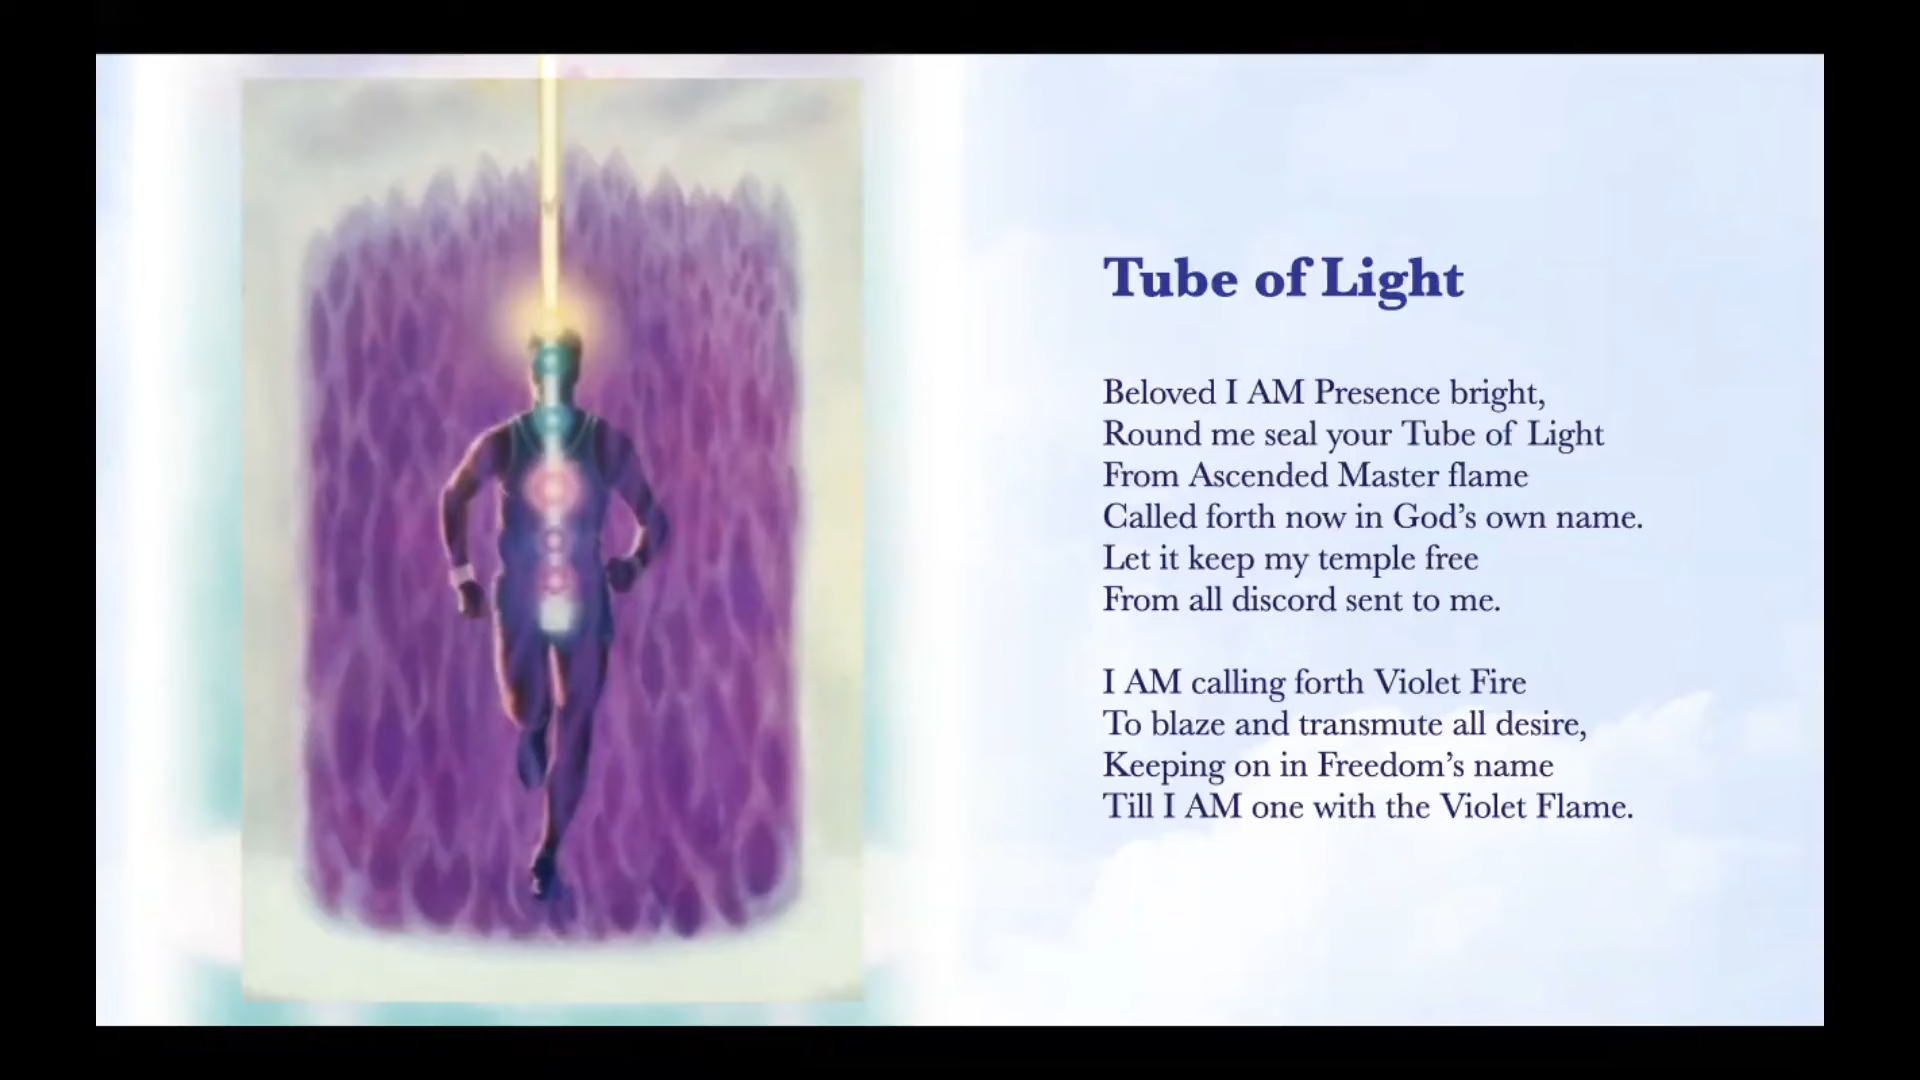 Tube of Light
Beloved I AM Presence bright,
Round me seal your Tube of Light
From Ascended Master flame
Called forth now in God’s own name.
Let it keep my temple free
From all discord sent to me.
I AM calling forth Violet Fire
To blaze and transmute all desire,
Keeping on in Freedom’s name
Till I AM one with the Violet Flame.